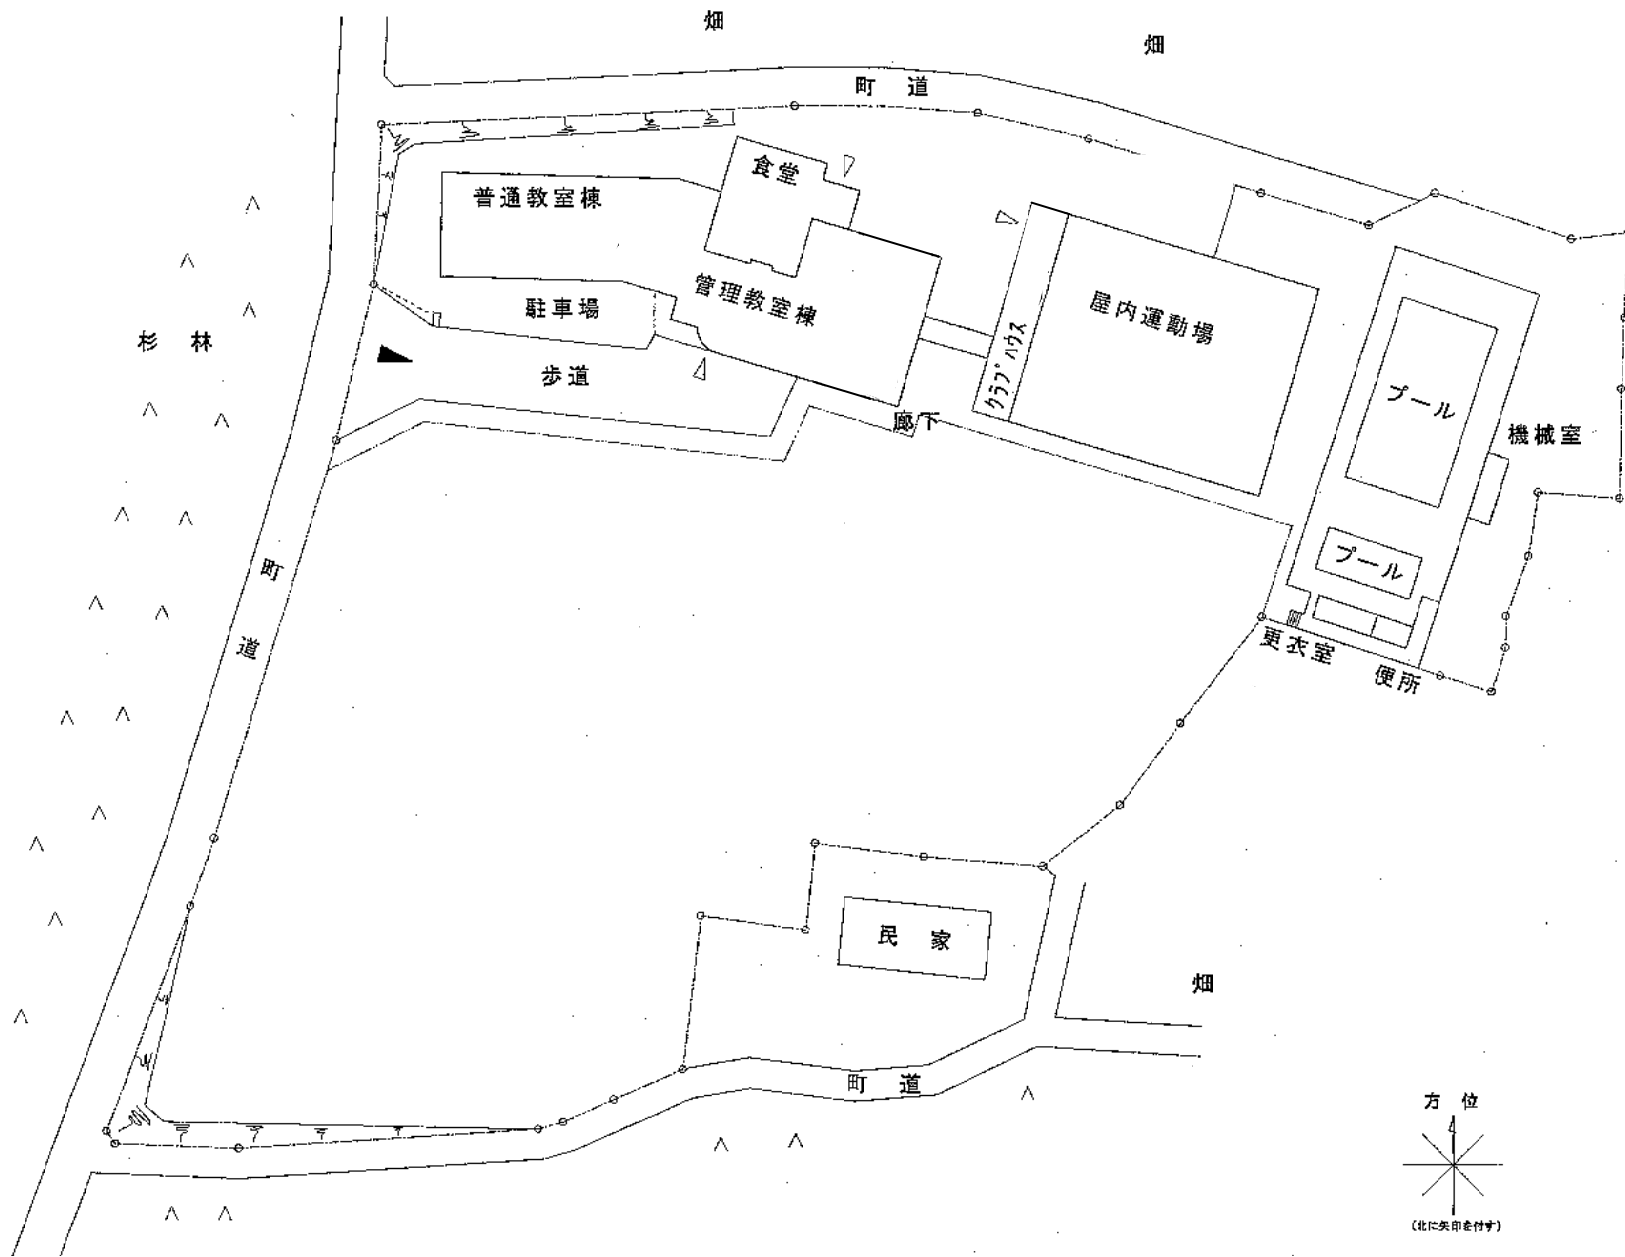 畑
畑
町道
食堂
普通教室棟
管理教室棟
駐車場
屋内運動場
クラブハウス
杉林
歩道
プール
廊下
機械室
プール
町道
更衣室
便所
民家
畑
町道
方位
(北に矢印を付す)